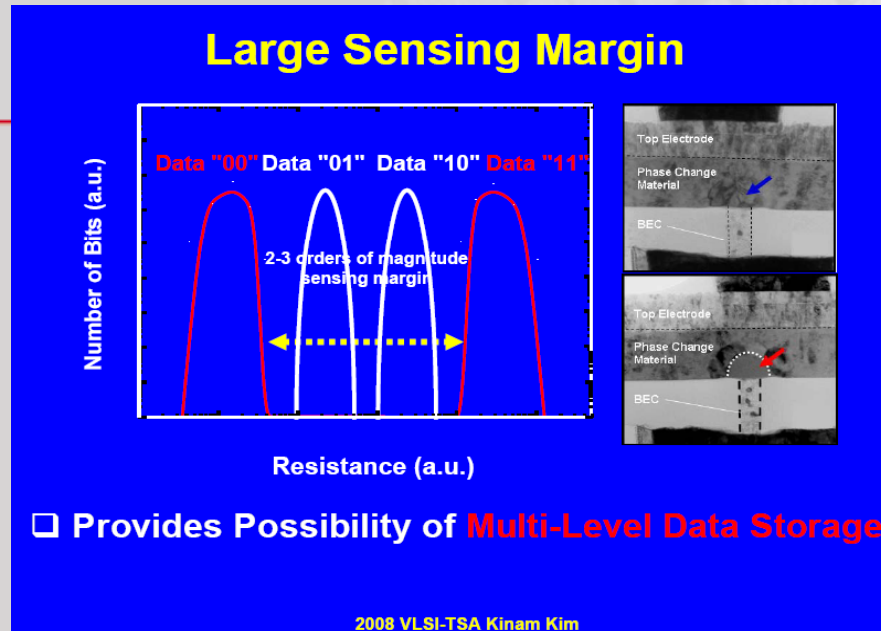 Large Sensing Margin
Data "00" Data "01" Data "10" Data "11"
2-3 orders of magnitude
sensing margin
Number of Bits (a.u.)
Resistance (a.u.)
Top Electrode
Phase Change
Material
BEC
Top Electrode
Phase Change
Material
BEC
❑ Provides Possibility of Multi-Level Data Storage
2008 VLSI-TSA Kinam Kim